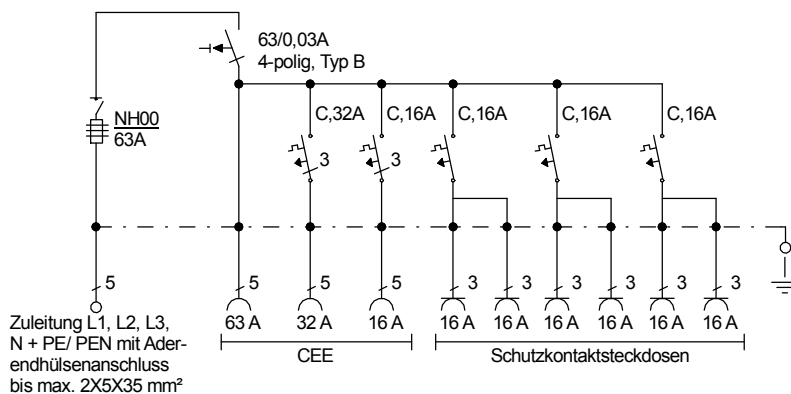 63/0,03A
4-polig, Typ B
NH00
63A
C,32A
C,16A
C,16A
C,16A
C,16A
3
3
5
5
5
5
3
3
3
3
3
3
63 A
32 A
16 A
16 A
16 A
16 A
16 A
16 A
16 A
CEE
Schutzkontaktsteckdosen
Zuleitung L1, L2, L3,
N + PE/ PEN mit Ader-
endhülsenanschluss
bis max. 2X5X35 mm²